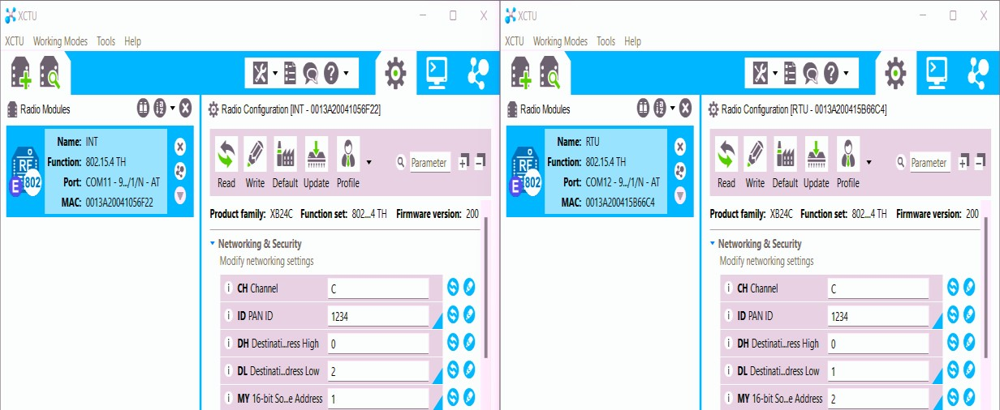 XCTU
XCTU Working Modes Tools Help
Radio Modules
Name: INT
Function: 802.15.4 TH
Port: COM11 - 9.../1/N - AT
MAC: 0013A20041056F22
RF
E 802
Radio Configuration [INT - 0013A20041056F22]
Read Write Default Update Profile
Parameter
Product family: XB24C Function set: 802....4 TH Firmware version: 200
Networking & Security
Modify networking settings
i CH Channel C
i ID PAN ID 1234
i DH Destinati...ress High 0
i DL Destinati...dress Low 2
i MY 16-bit So...e Address 1
XCTU
XCTU Working Modes Tools Help
Radio Modules
Name: RTU
Function: 802.15.4 TH
Port: COM12 - 9.../1/N - AT
MAC: 0013A200415B66C4
RF
E 802
Radio Configuration [RTU - 0013A200415B66C4]
Read Write Default Update Profile
Parameter
Product family: XB24C Function set: 802....4 TH Firmware version: 200
Networking & Security
Modify networking settings
i CH Channel C
i ID PAN ID 1234
i DH Destinati...ress High 0
i DL Destinati...dress Low 1
i MY 16-bit So...e Address 2